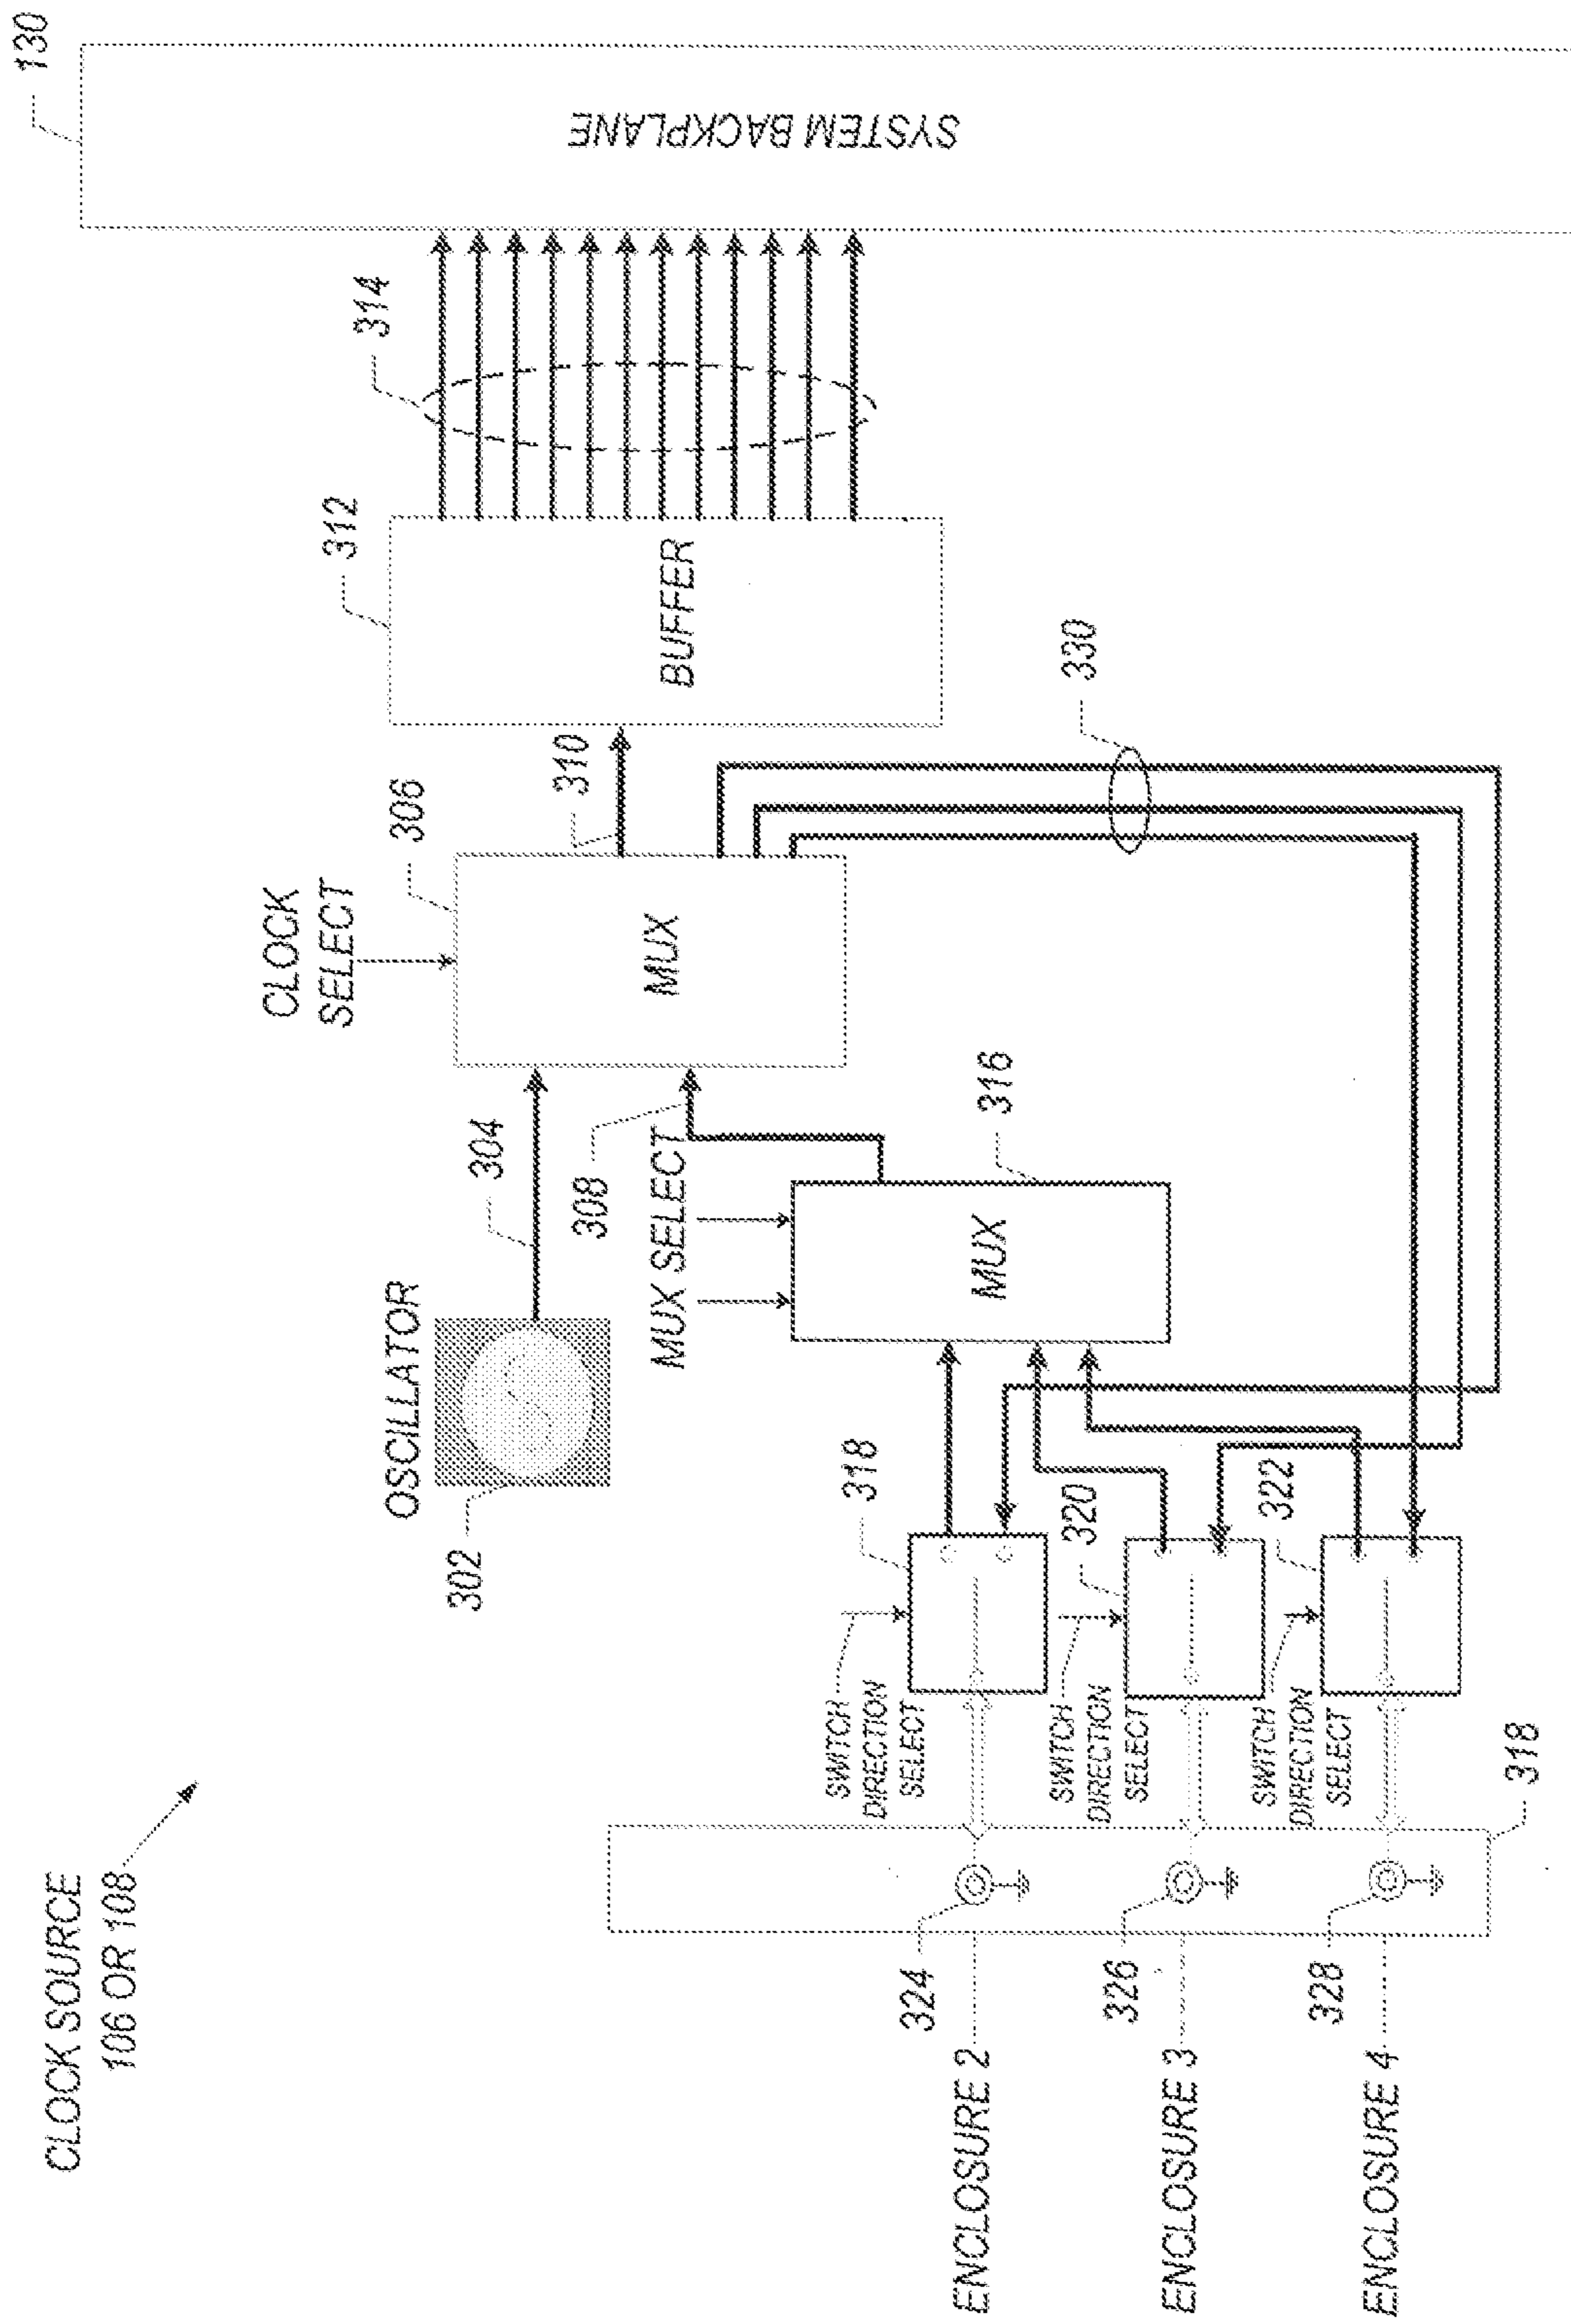 CLOCK SOURCE
106 OR 108
130
SYSTEM BACKPLANE
314
312
BUFFER
310
306
CLOCK
SELECT
MUX
330
304
308
MUX SELECT
316
MUX
OSCILLATOR
302
318
320
322
SWITCH
DIRECTION
SELECT
SWITCH
DIRECTION
SELECT
SWITCH
DIRECTION
SELECT
318
324
326
328
ENCLOSURE 2
ENCLOSURE 3
ENCLOSURE 4